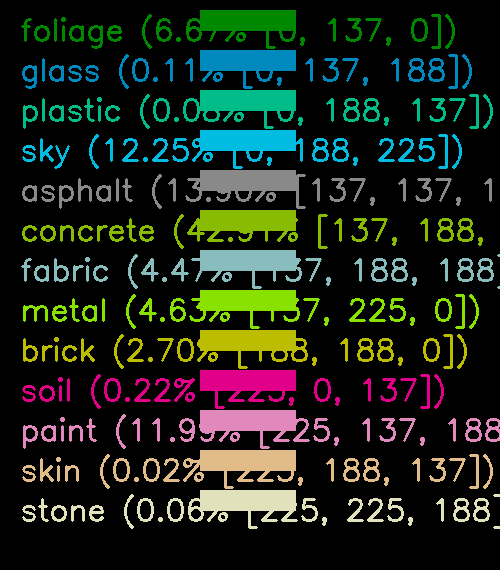 foliage (6.67% [0, 137, 0])
glass (0.11% [0, 137, 188])
plastic (0.08% [0, 188, 137])
sky (12.25% [0, 188, 225])
asphalt (13.90% [137, 137, 1
concrete (42.91% [137, 188,
fabric (4.47% [137, 188, 188]
metal (4.63% [137, 225, 0])
brick (2.70% [188, 188, 0])
soil (0.22% [225, 0, 137])
paint (11.99% [225, 137, 188
skin (0.02% [225, 188, 137])
stone (0.06% [225, 225, 188]